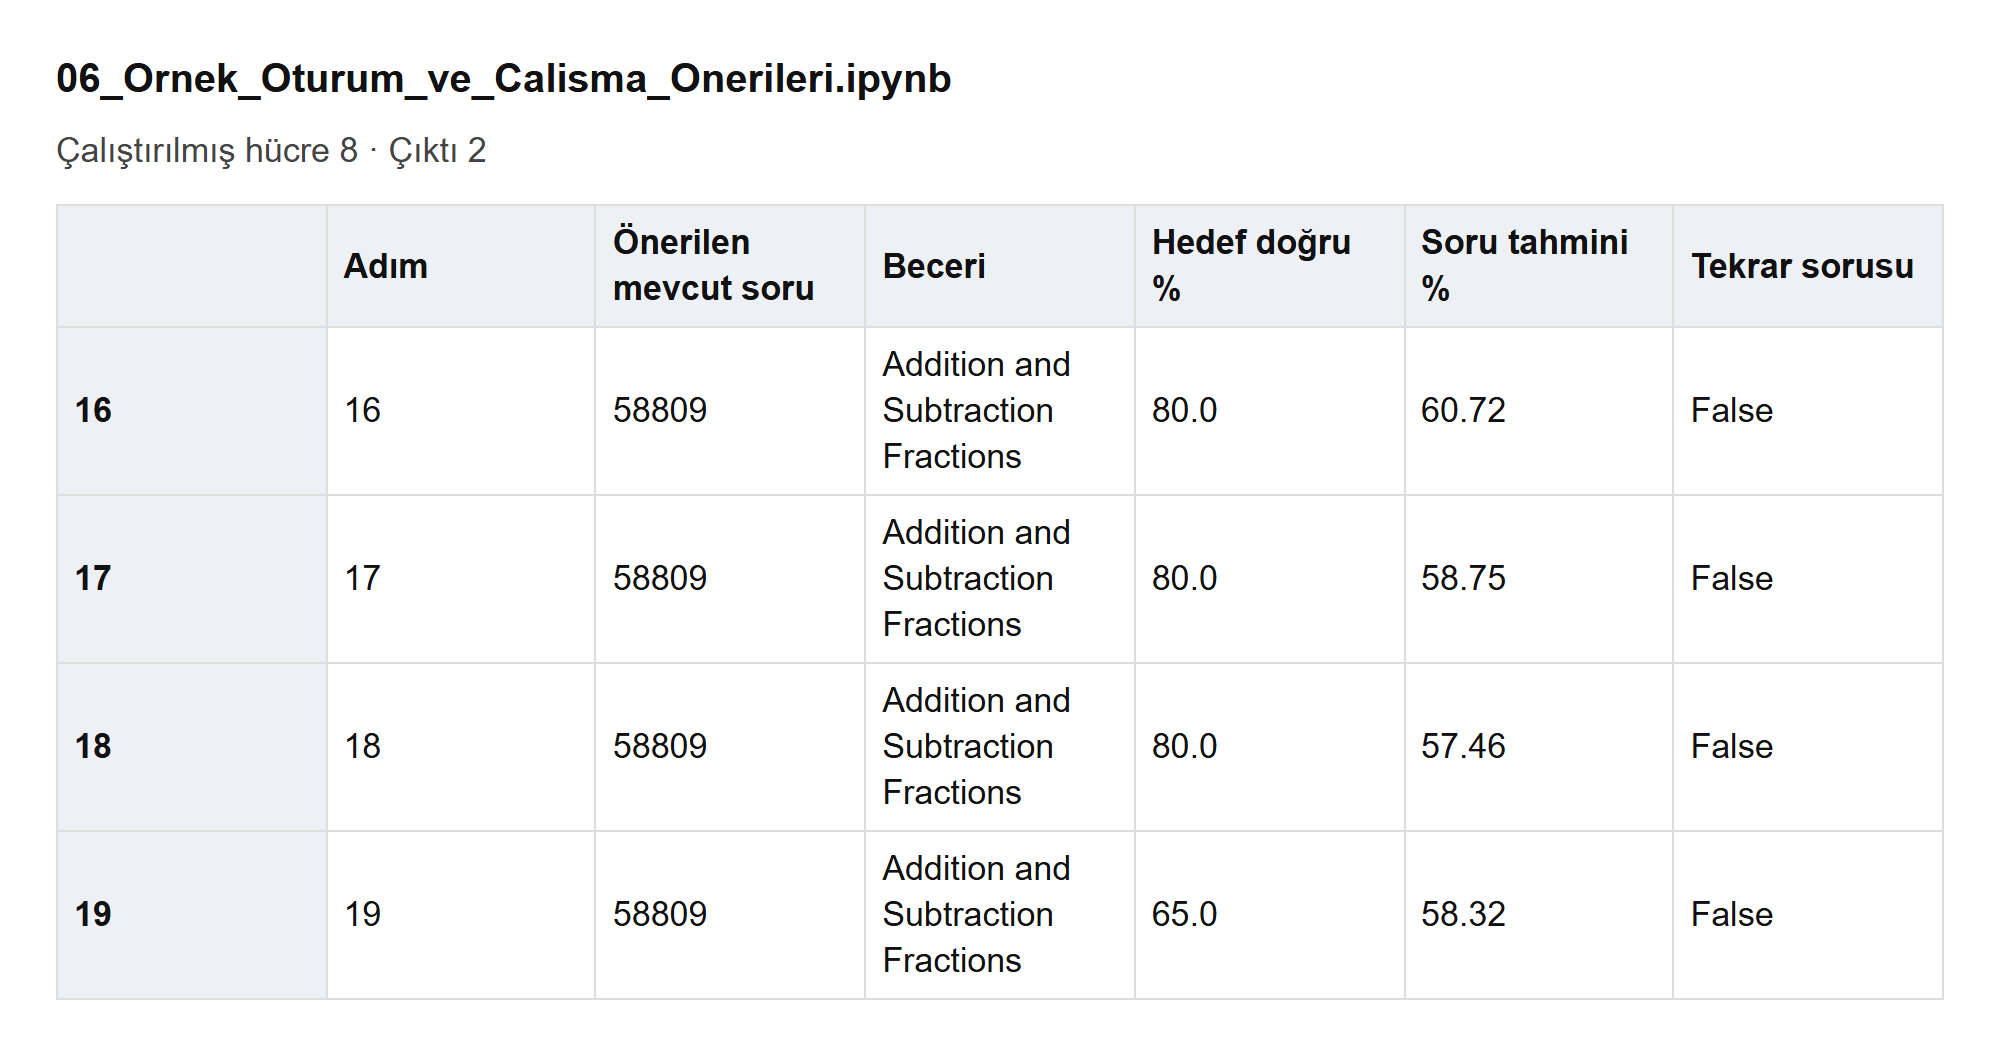 06_Ornek_Oturum_ve_Calisma_Onerileri.ipynb
Çalıştırılmış hücre 8 · Çıktı 2
Adım
Önerilen
mevcut soru
Beceri
Hedef doğru
%
Soru tahmini
%
Tekrar sorusu
16
16
58809
Addition and
Subtraction
Fractions
80.0
60.72
False
17
17
58809
Addition and
Subtraction
Fractions
80.0
58.75
False
18
18
58809
Addition and
Subtraction
Fractions
80.0
57.46
False
19
19
58809
Addition and
Subtraction
Fractions
65.0
58.32
False